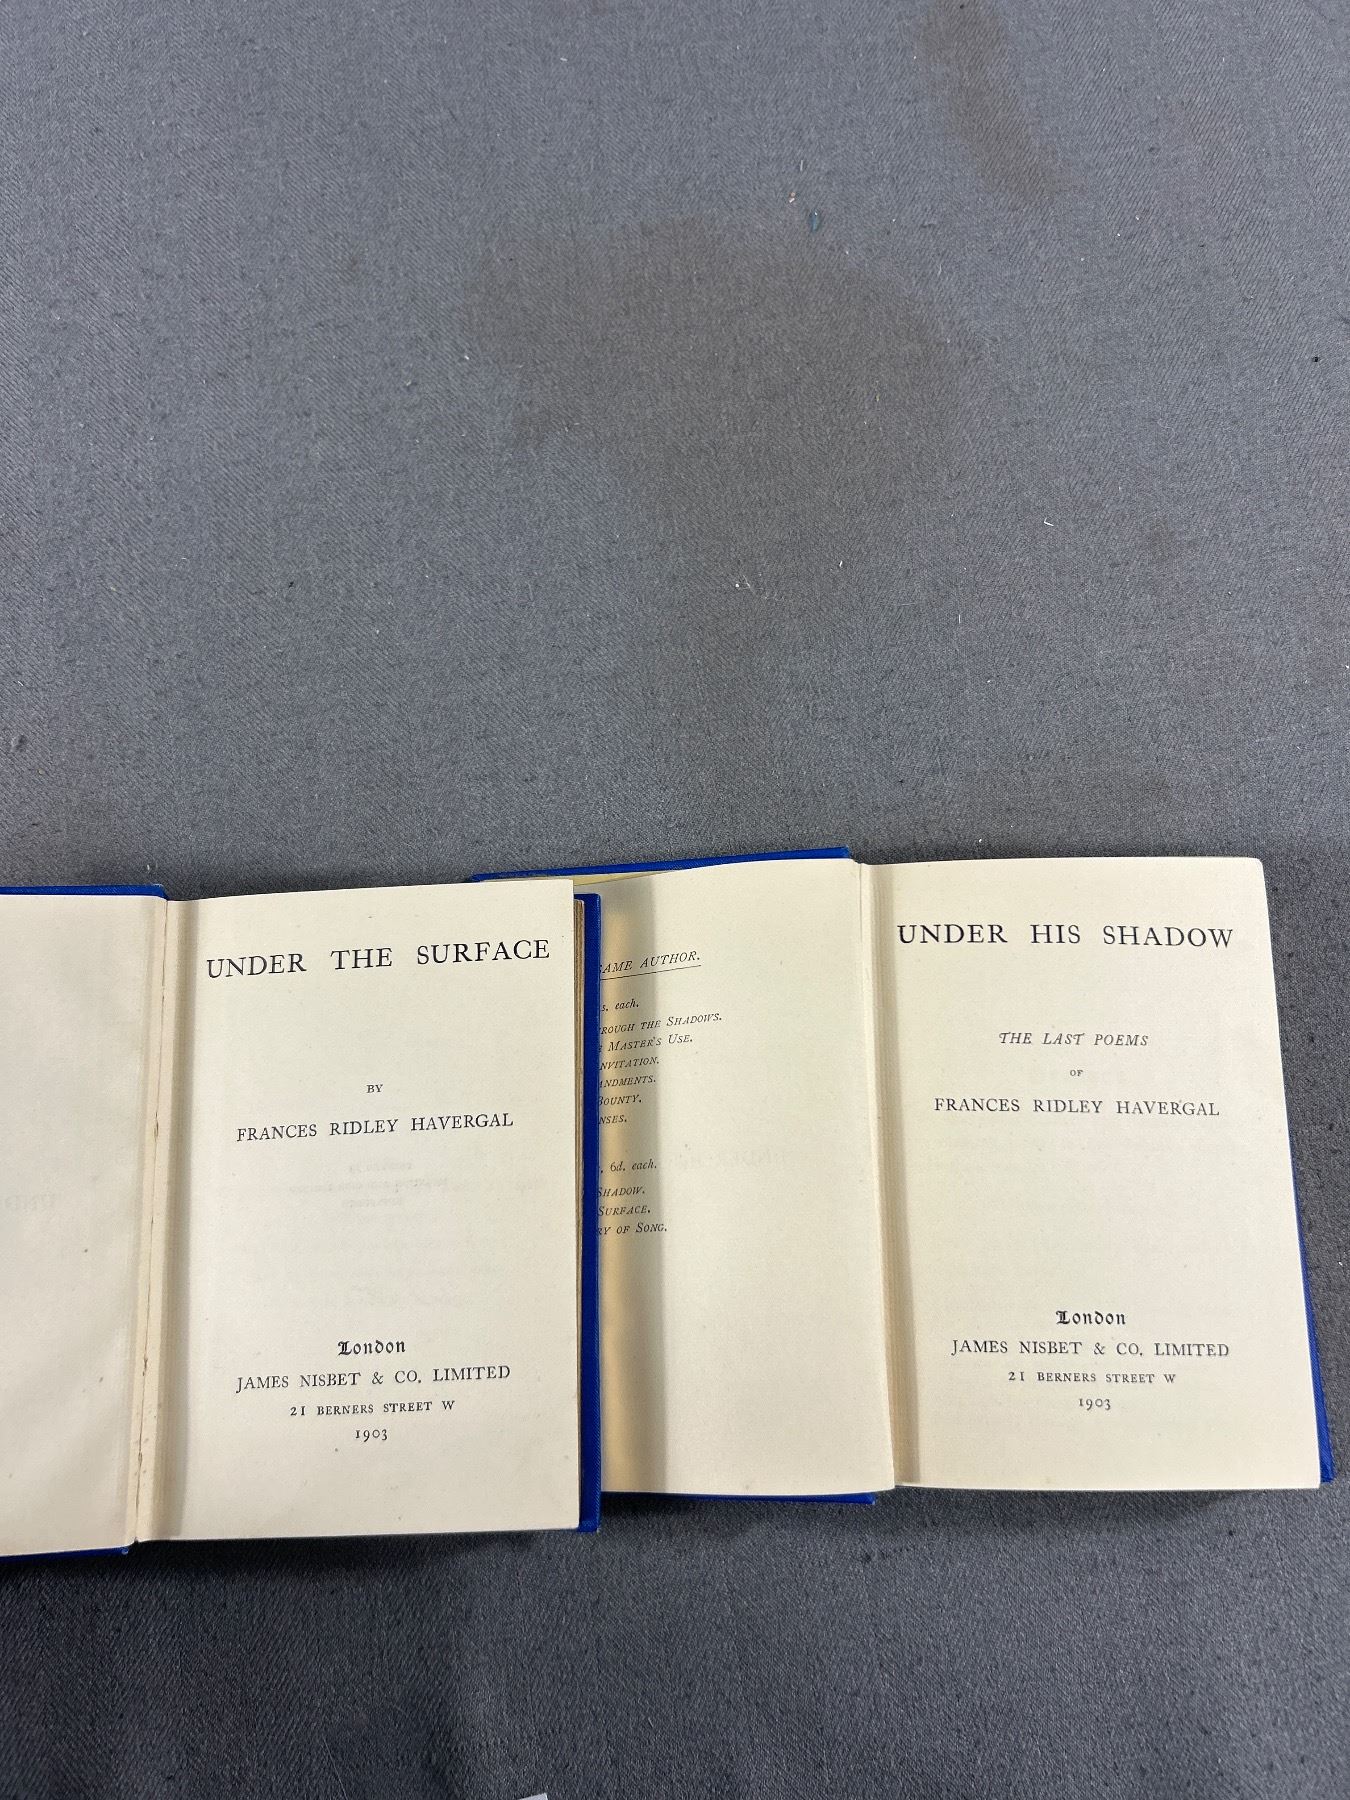 UNDER THE SURFACE
BY
FRANCES RIDLEY HAVERGAL
London
JAMES NISBET & CO. LIMITED
21 BERNERS STREET W
1903
SAME AUTHOR.
s. each.
ROUGH THE SHADOWS.
MASTER'S USE.
NVITATION.
NDMENTS.
BOUNTY.
NSES.
6d. each.
SHADOW.
SURFACE.
RY OF SONG.
UNDER HIS SHADOW
THE LAST POEMS
OF
FRANCES RIDLEY HAVERGAL
London
JAMES NISBET & CO. LIMITED
21 BERNERS STREET W
1903